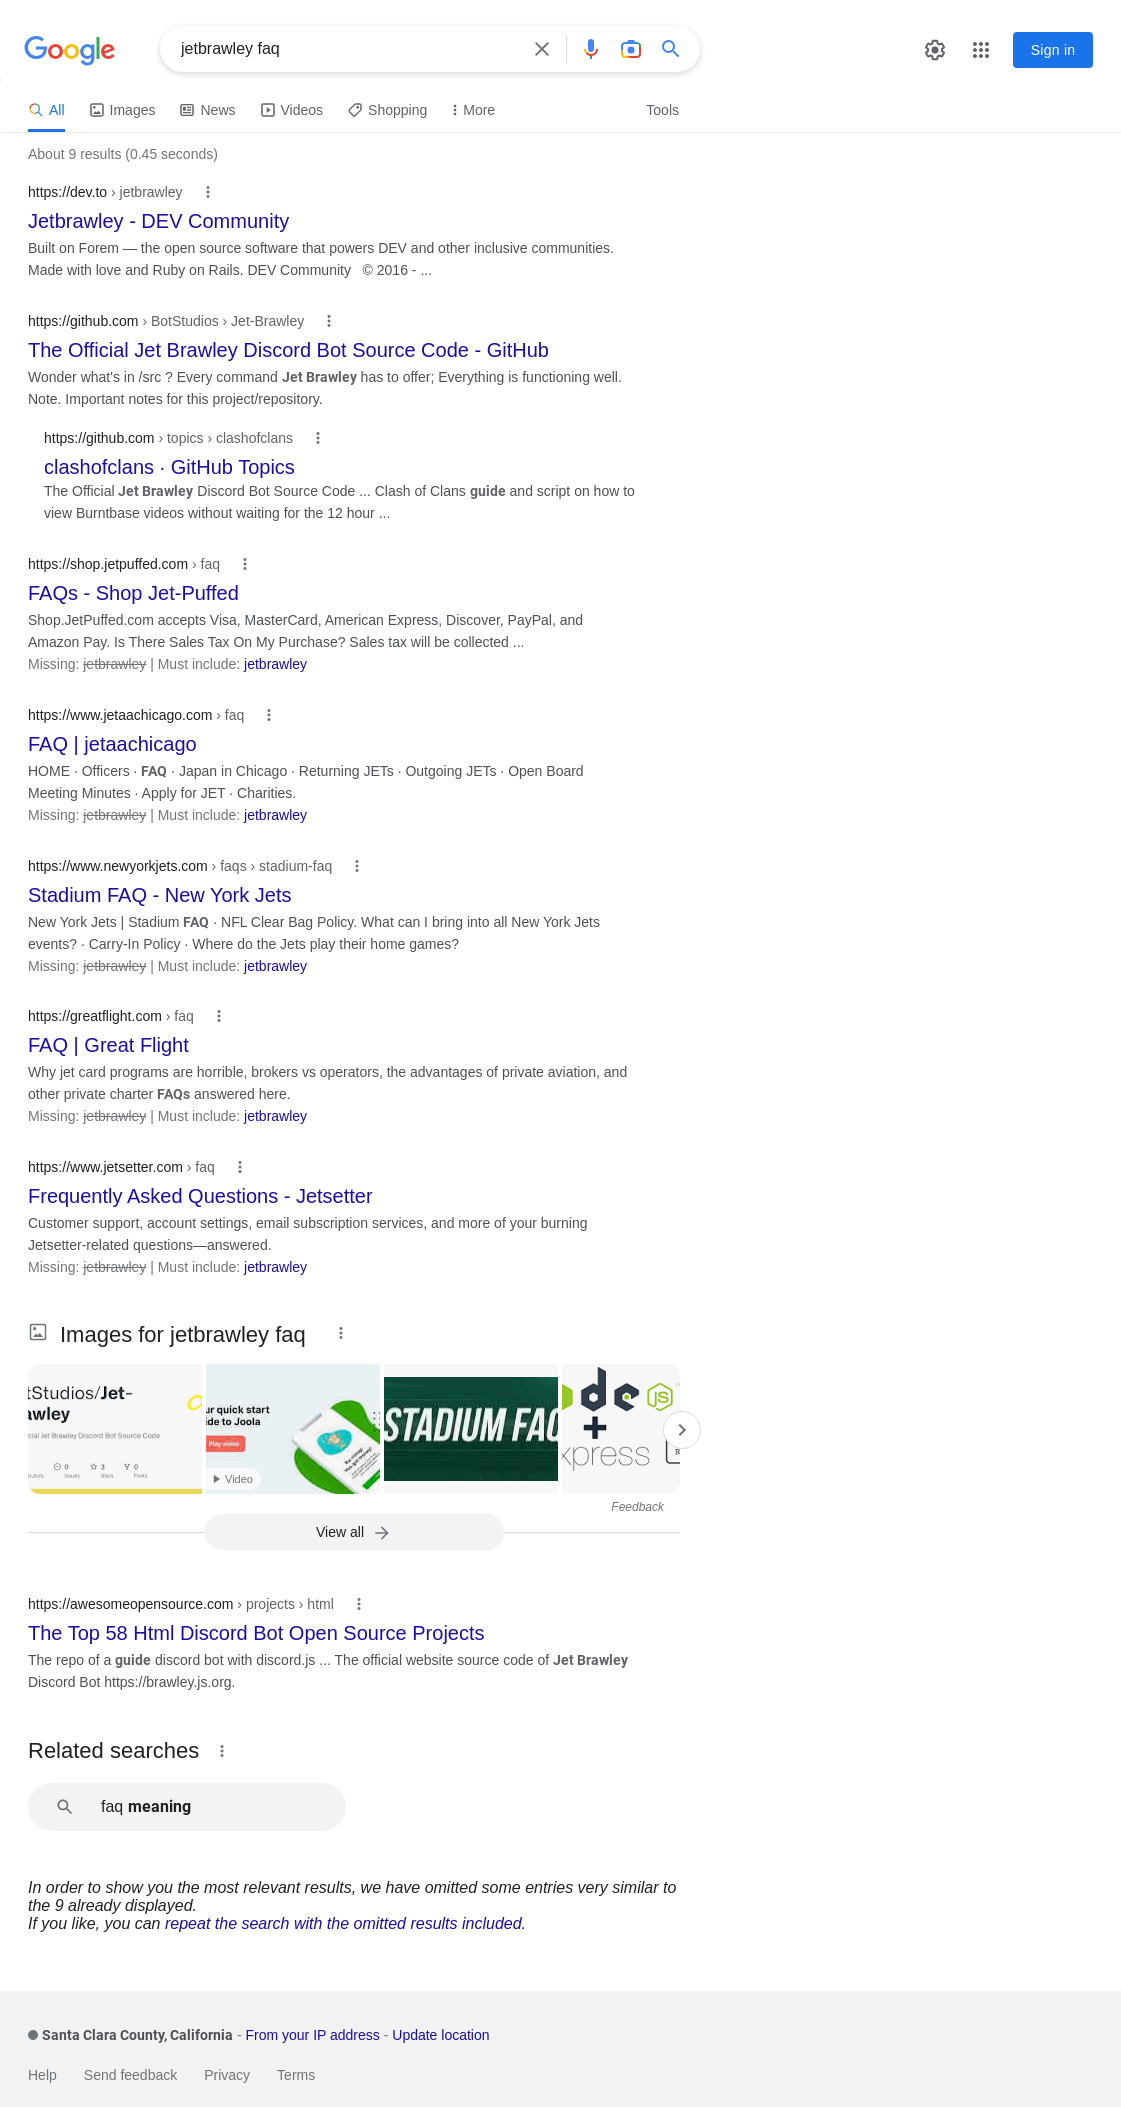 Google
jetbrawley faq
Sign in
All
Images
News
Videos
Shopping
More
Tools
About 9 results (0.45 seconds)
https://dev.to › jetbrawley
Jetbrawley - DEV Community
Built on Forem — the open source software that powers DEV and other inclusive communities.
Made with love and Ruby on Rails. DEV Community © 2016 - ...
https://github.com › BotStudios › Jet-Brawley
The Official Jet Brawley Discord Bot Source Code - GitHub
Wonder what's in /src ? Every command Jet Brawley has to offer; Everything is functioning well.
Note. Important notes for this project/repository.
https://github.com › topics › clashofclans
clashofclans · GitHub Topics
The Official Jet Brawley Discord Bot Source Code ... Clash of Clans guide and script on how to
view Burntbase videos without waiting for the 12 hour ...
https://shop.jetpuffed.com › faq
FAQs - Shop Jet-Puffed
Shop.JetPuffed.com accepts Visa, MasterCard, American Express, Discover, PayPal, and
Amazon Pay. Is There Sales Tax On My Purchase? Sales tax will be collected ...
Missing: jetbrawley | Must include: jetbrawley
https://www.jetaachicago.com › faq
FAQ | jetaachicago
HOME · Officers · FAQ · Japan in Chicago · Returning JETs · Outgoing JETs · Open Board
Meeting Minutes · Apply for JET · Charities.
Missing: jetbrawley | Must include: jetbrawley
https://www.newyorkjets.com › faqs › stadium-faq
Stadium FAQ - New York Jets
New York Jets | Stadium FAQ · NFL Clear Bag Policy. What can I bring into all New York Jets
events? · Carry-In Policy · Where do the Jets play their home games?
Missing: jetbrawley | Must include: jetbrawley
https://greatflight.com › faq
FAQ | Great Flight
Why jet card programs are horrible, brokers vs operators, the advantages of private aviation, and
other private charter FAQs answered here.
Missing: jetbrawley | Must include: jetbrawley
https://www.jetsetter.com › faq
Frequently Asked Questions - Jetsetter
Customer support, account settings, email subscription services, and more of your burning
Jetsetter-related questions—answered.
Missing: jetbrawley | Must include: jetbrawley
Images for jetbrawley faq
tStudios/Jet-
awley
cial Jet Brawley Discord Bot Source Code
0 3 0
Issues Stars Forks
ur quick start
ide to Joola
Play video
Video
STADIUM FAQ
de
JS
+
xpress
Feedback
View all
https://awesomeopensource.com › projects › html
The Top 58 Html Discord Bot Open Source Projects
The repo of a guide discord bot with discord.js ... The official website source code of Jet Brawley
Discord Bot https://brawley.js.org.
Related searches
faq meaning
In order to show you the most relevant results, we have omitted some entries very similar to
the 9 already displayed.
If you like, you can repeat the search with the omitted results included.
Santa Clara County, California - From your IP address - Update location
Help
Send feedback
Privacy
Terms